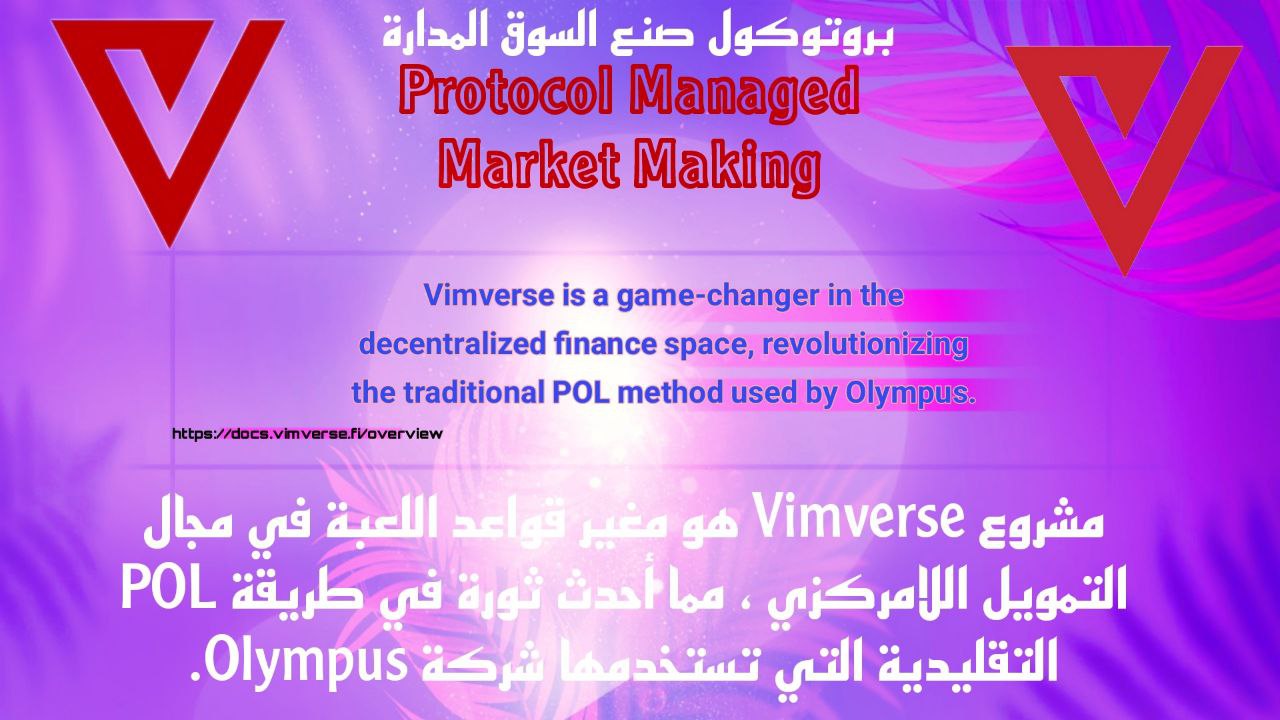 بروتوكول صنع السوق المدارة
Protocol Managed
Market Making
Vimverse is a game-changer in the
decentralized finance space, revolutionizing
the traditional POL method used by Olympus.
https://docs.vimverse.fi/overview
مشروع Vimverse هو مغير قواعد اللعبة في مجال
التمويل اللامركزي ، مما أحدث ثورة في طريقة POL
التقليدية التي تستخدمها شركة Olympus.